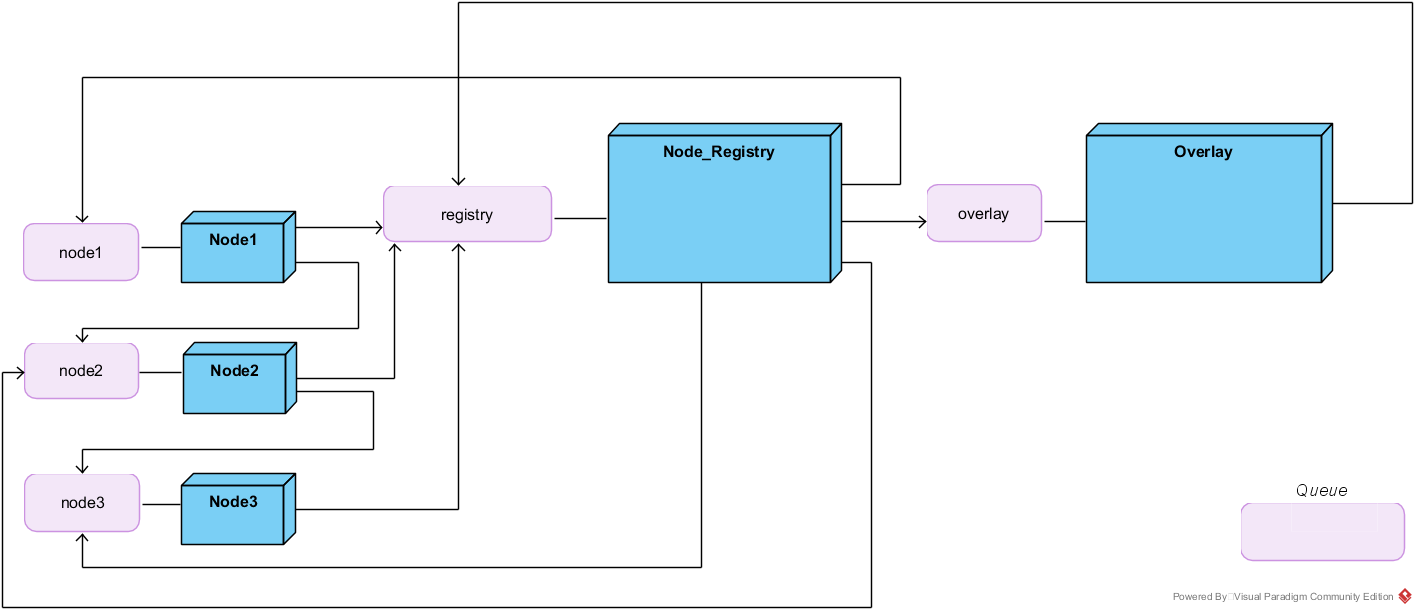 Node_Registry
Overlay
registry
overlay
Node1
node1
node2
Node2
node3
Node3
Queue
Powered By Visual Paradigm Community Edition